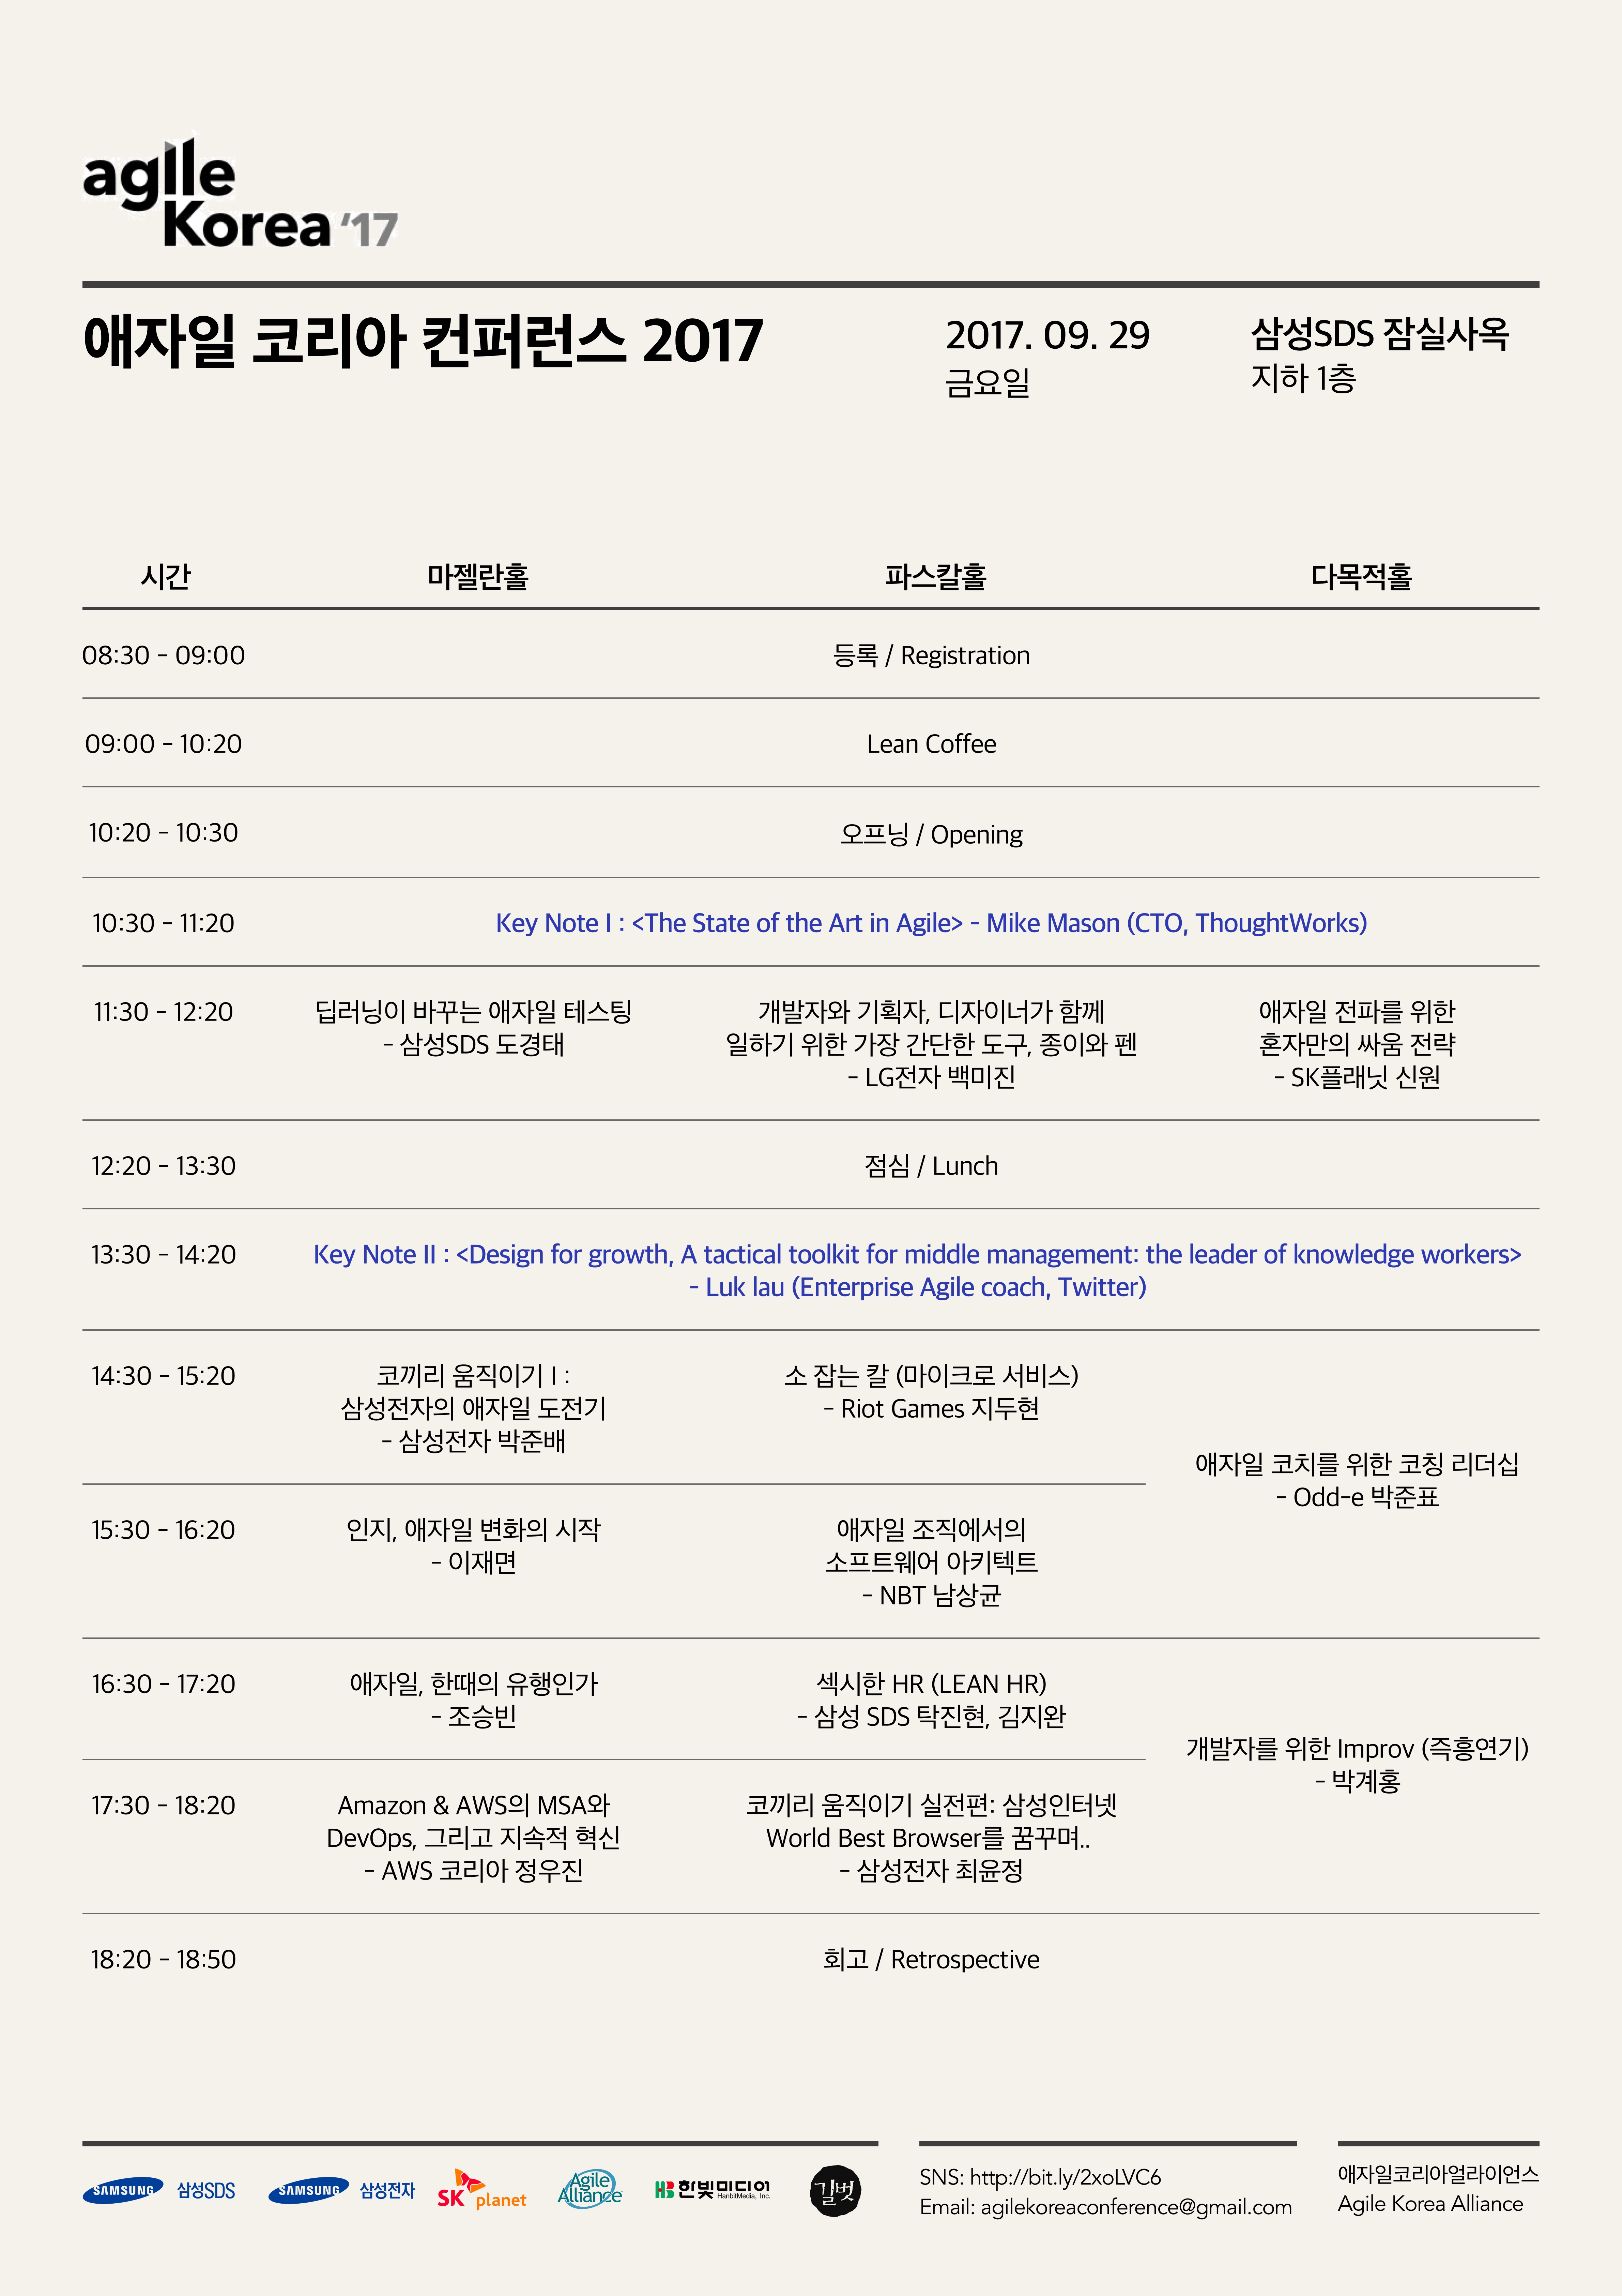 agile
Korea '17
애자일 코리아 컨퍼런스 2017
2017. 09. 29
금요일
삼성SDS 잠실사옥
지하 1층
시간
마젤란홀
파스칼홀
다목적홀
08:30 - 09:00
등록 / Registration
09:00 - 10:20
Lean Coffee
10:20 - 10:30
오프닝 / Opening
10:30 - 11:20
Key Note I : <The State of the Art in Agile> - Mike Mason (CTO, ThoughtWorks)
11:30 - 12:20
딥러닝이 바꾸는 애자일 테스팅
- 삼성SDS 도경태
개발자와 기획자, 디자이너가 함께
일하기 위한 가장 간단한 도구, 종이와 펜
- LG전자 백미진
애자일 전파를 위한
혼자만의 싸움 전략
- SK플래닛 신원
12:20 - 13:30
점심 / Lunch
13:30 - 14:20
Key Note II : <Design for growth, A tactical toolkit for middle management: the leader of knowledge workers>
- Luk lau (Enterprise Agile coach, Twitter)
14:30 - 15:20
코끼리 움직이기 I :
삼성전자의 애자일 도전기
- 삼성전자 박준배
소 잡는 칼 (마이크로 서비스)
- Riot Games 지두현
애자일 코치를 위한 코칭 리더십
- Odd-e 박준표
15:30 - 16:20
인지, 애자일 변화의 시작
- 이재면
애자일 조직에서의
소프트웨어 아키텍트
- NBT 남상균
16:30 - 17:20
애자일, 한때의 유행인가
- 조승빈
섹시한 HR (LEAN HR)
- 삼성 SDS 탁진현, 김지완
개발자를 위한 Improv (즉흥연기)
- 박계홍
17:30 - 18:20
Amazon & AWS의 MSA와
DevOps, 그리고 지속적 혁신
- AWS 코리아 정우진
코끼리 움직이기 실전편: 삼성인터넷
World Best Browser를 꿈꾸며..
- 삼성전자 최윤정
18:20 - 18:50
회고 / Retrospective
SAMSUNG 삼성SDS
SAMSUNG 삼성전자
SK planet
Agile
Alliance
HB 한빛미디어
HanbitMedia, Inc.
길벗
SNS: http://bit.ly/2xoLVC6
Email: agilekoreaconference@gmail.com
애자일코리아얼라이언스
Agile Korea Alliance